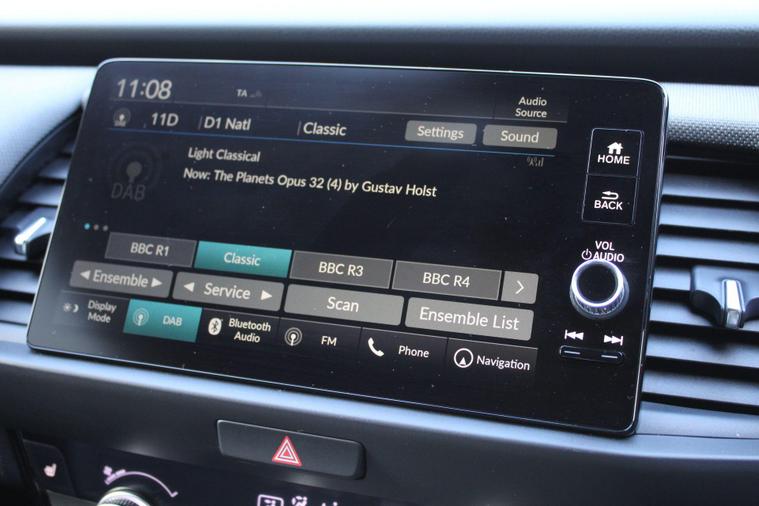 11:08
TA
Audio
Source
11D
D1 Natl
Classic
Settings
Sound
Light Classical
Now: The Planets Opus 32 (4) by Gustav Holst
DAB
HOME
BACK
VOL
AUDIO
BBC R1
Classic
BBC R3
BBC R4
Ensemble
Service
Scan
Ensemble List
Display
Mode
DAB
Bluetooth
Audio
FM
Phone
Navigation